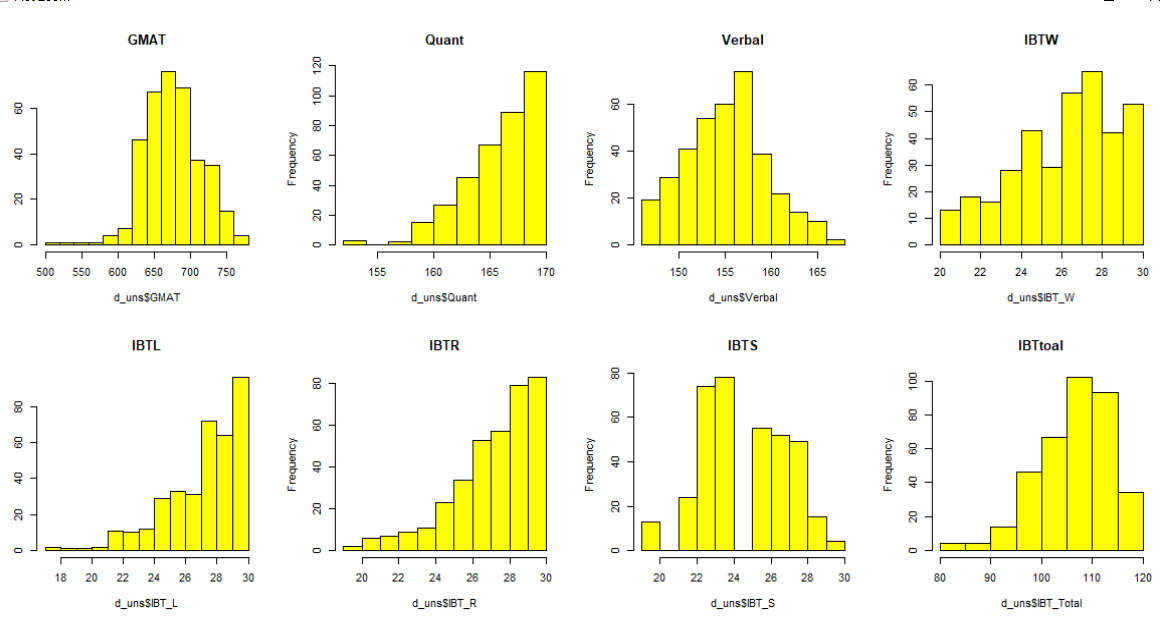 GMAT
Quant
Verbal
IBTW
0 20 40 60
500 550 600 650 700 750
d_uns$GMAT
Frequency
0 20 40 60 80 100 120
155 160 165 170
d_uns$Quant
Frequency
0 20 40 60
150 155 160 165
d_uns$Verbal
Frequency
0 10 20 30 40 50 60
20 22 24 26 28 30
d_uns$IBT_W
IBTL
IBTR
IBTS
IBTtoal
0 20 40 60 80
18 20 22 24 26 28 30
d_uns$IBT_L
Frequency
0 20 40 60 80
20 22 24 26 28 30
d_uns$IBT_R
Frequency
0 20 40 60 80
20 22 24 26 28 30
d_uns$IBT_S
Frequency
0 20 40 60 80 100
80 90 100 110 120
d_uns$IBT_Total